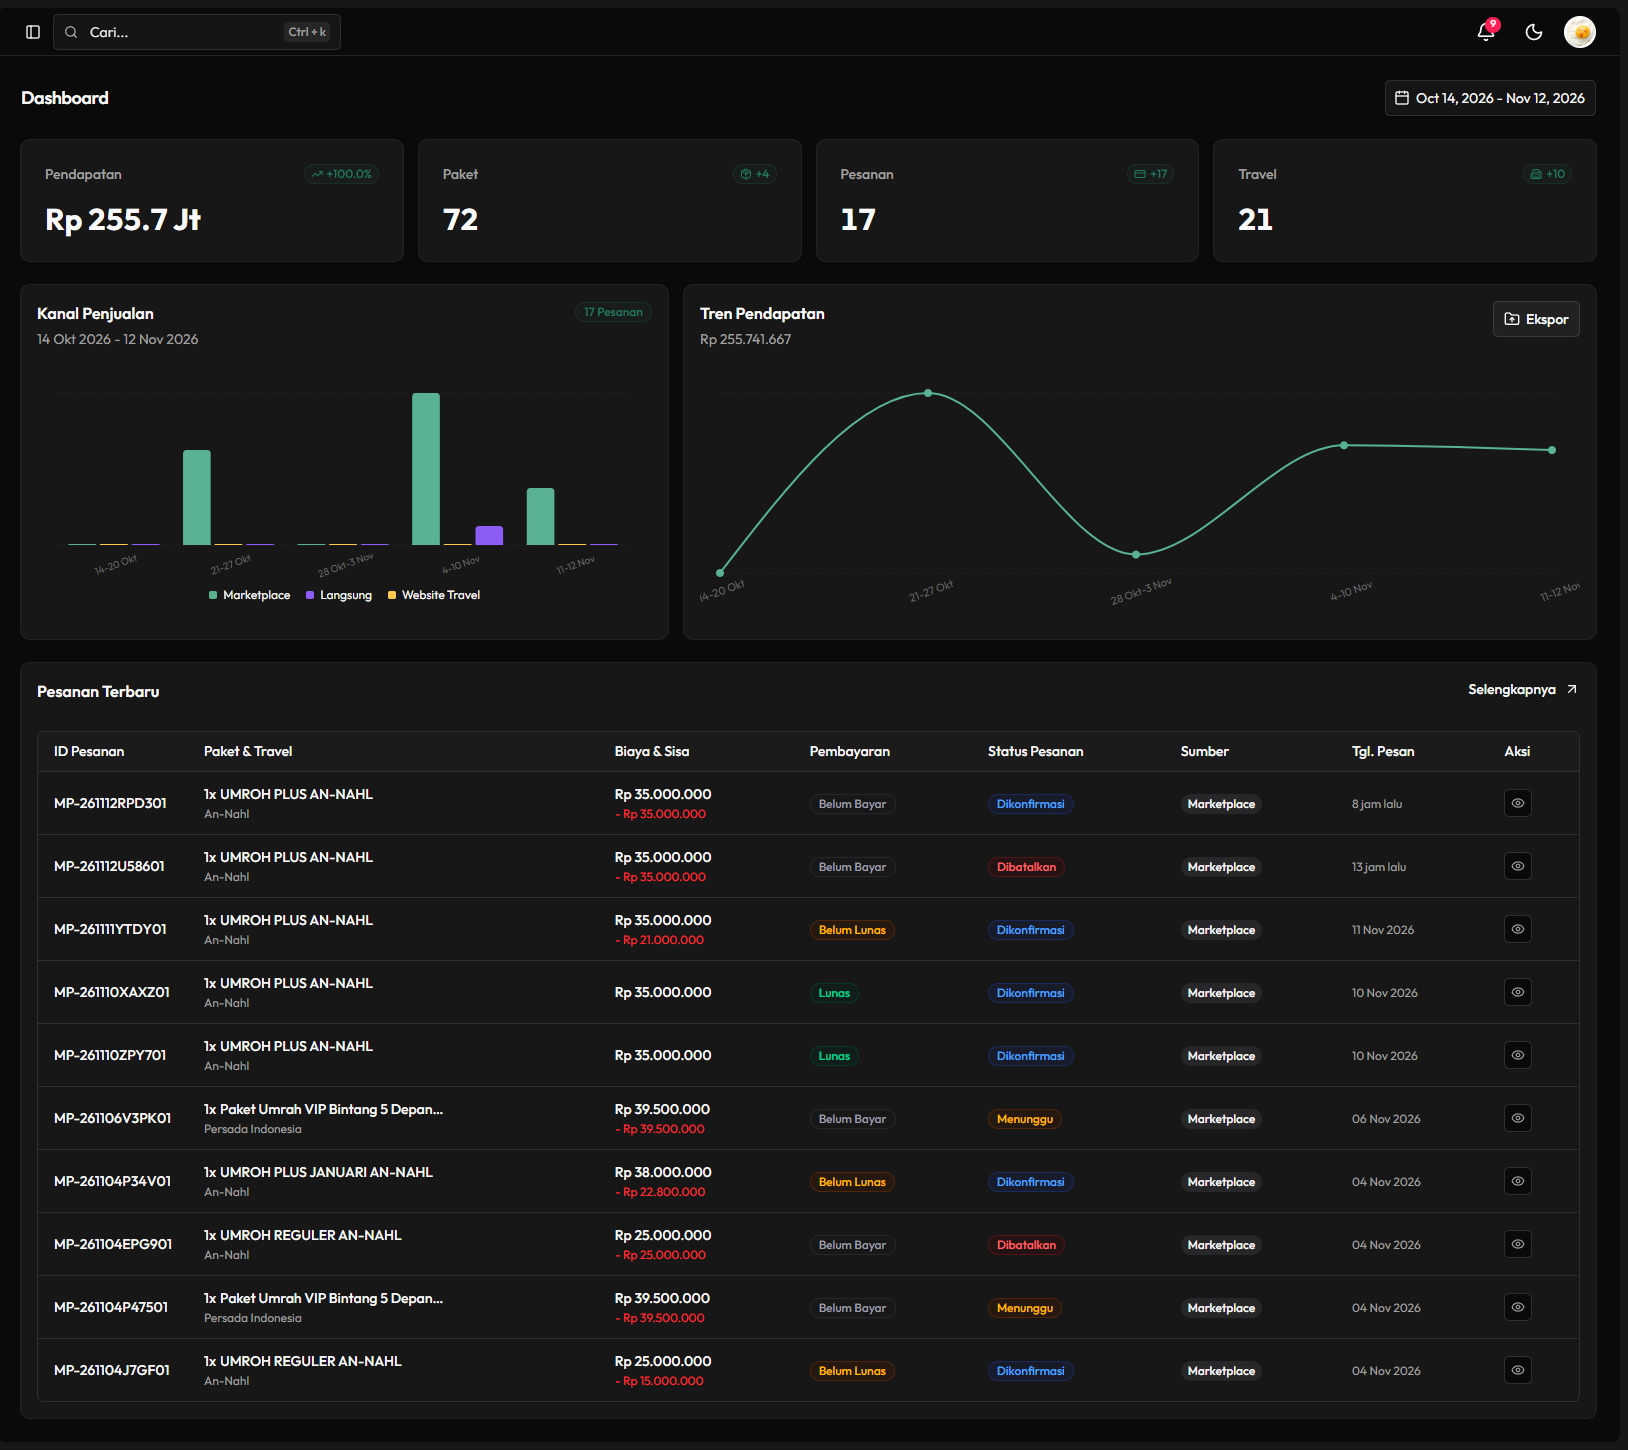 Cari...
Ctrl + k
9
Dashboard
Oct 14, 2026 - Nov 12, 2026
Pendapatan
+100.0%
Rp 255.7 Jt
Paket
+4
72
Pesanan
+17
17
Travel
+10
21
Kanal Penjualan
17 Pesanan
14 Okt 2026 - 12 Nov 2026
14-20 Okt
21-27 Okt
28 Okt-3 Nov
4-10 Nov
11-12 Nov
Marketplace
Langsung
Website Travel
Tren Pendapatan
Rp 255.741.667
Ekspor
14-20 Okt
21-27 Okt
28 Okt-3 Nov
4-10 Nov
11-12 Nov
Pesanan Terbaru
Selengkapnya
ID Pesanan Paket & Travel Biaya & Sisa Pembayaran Status Pesanan Sumber Tgl. Pesan Aksi
MP-261112RPD301 1x UMROH PLUS AN-NAHL Rp 35.000.000 Belum Bayar Dikonfirmasi Marketplace 8 jam lalu
An-Nahl - Rp 35.000.000
MP-261112U58601 1x UMROH PLUS AN-NAHL Rp 35.000.000 Belum Bayar Dibatalkan Marketplace 13 jam lalu
An-Nahl - Rp 35.000.000
MP-261111YTDY01 1x UMROH PLUS AN-NAHL Rp 35.000.000 Belum Lunas Dikonfirmasi Marketplace 11 Nov 2026
An-Nahl - Rp 21.000.000
MP-261110XAXZ01 1x UMROH PLUS AN-NAHL Rp 35.000.000 Lunas Dikonfirmasi Marketplace 10 Nov 2026
An-Nahl
MP-261110ZPY701 1x UMROH PLUS AN-NAHL Rp 35.000.000 Lunas Dikonfirmasi Marketplace 10 Nov 2026
An-Nahl
MP-261106V3PK01 1x Paket Umrah VIP Bintang 5 Depan... Rp 39.500.000 Belum Bayar Menunggu Marketplace 06 Nov 2026
Persada Indonesia - Rp 39.500.000
MP-261104P34V01 1x UMROH PLUS JANUARI AN-NAHL Rp 38.000.000 Belum Lunas Dikonfirmasi Marketplace 04 Nov 2026
An-Nahl - Rp 22.800.000
MP-261104EPG901 1x UMROH REGULER AN-NAHL Rp 25.000.000 Belum Bayar Dibatalkan Marketplace 04 Nov 2026
An-Nahl - Rp 25.000.000
MP-261104P47501 1x Paket Umrah VIP Bintang 5 Depan... Rp 39.500.000 Belum Bayar Menunggu Marketplace 04 Nov 2026
Persada Indonesia - Rp 39.500.000
MP-261104J7GF01 1x UMROH REGULER AN-NAHL Rp 25.000.000 Belum Lunas Dikonfirmasi Marketplace 04 Nov 2026
An-Nahl - Rp 15.000.000